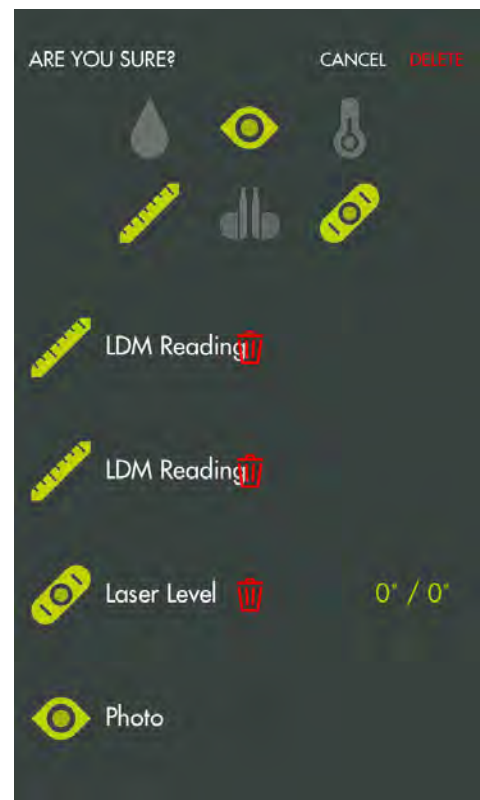 ARE YOU SURE? CANCEL DELETE
LDM Reading
LDM Reading
Laser Level 0° / 0°
Photo